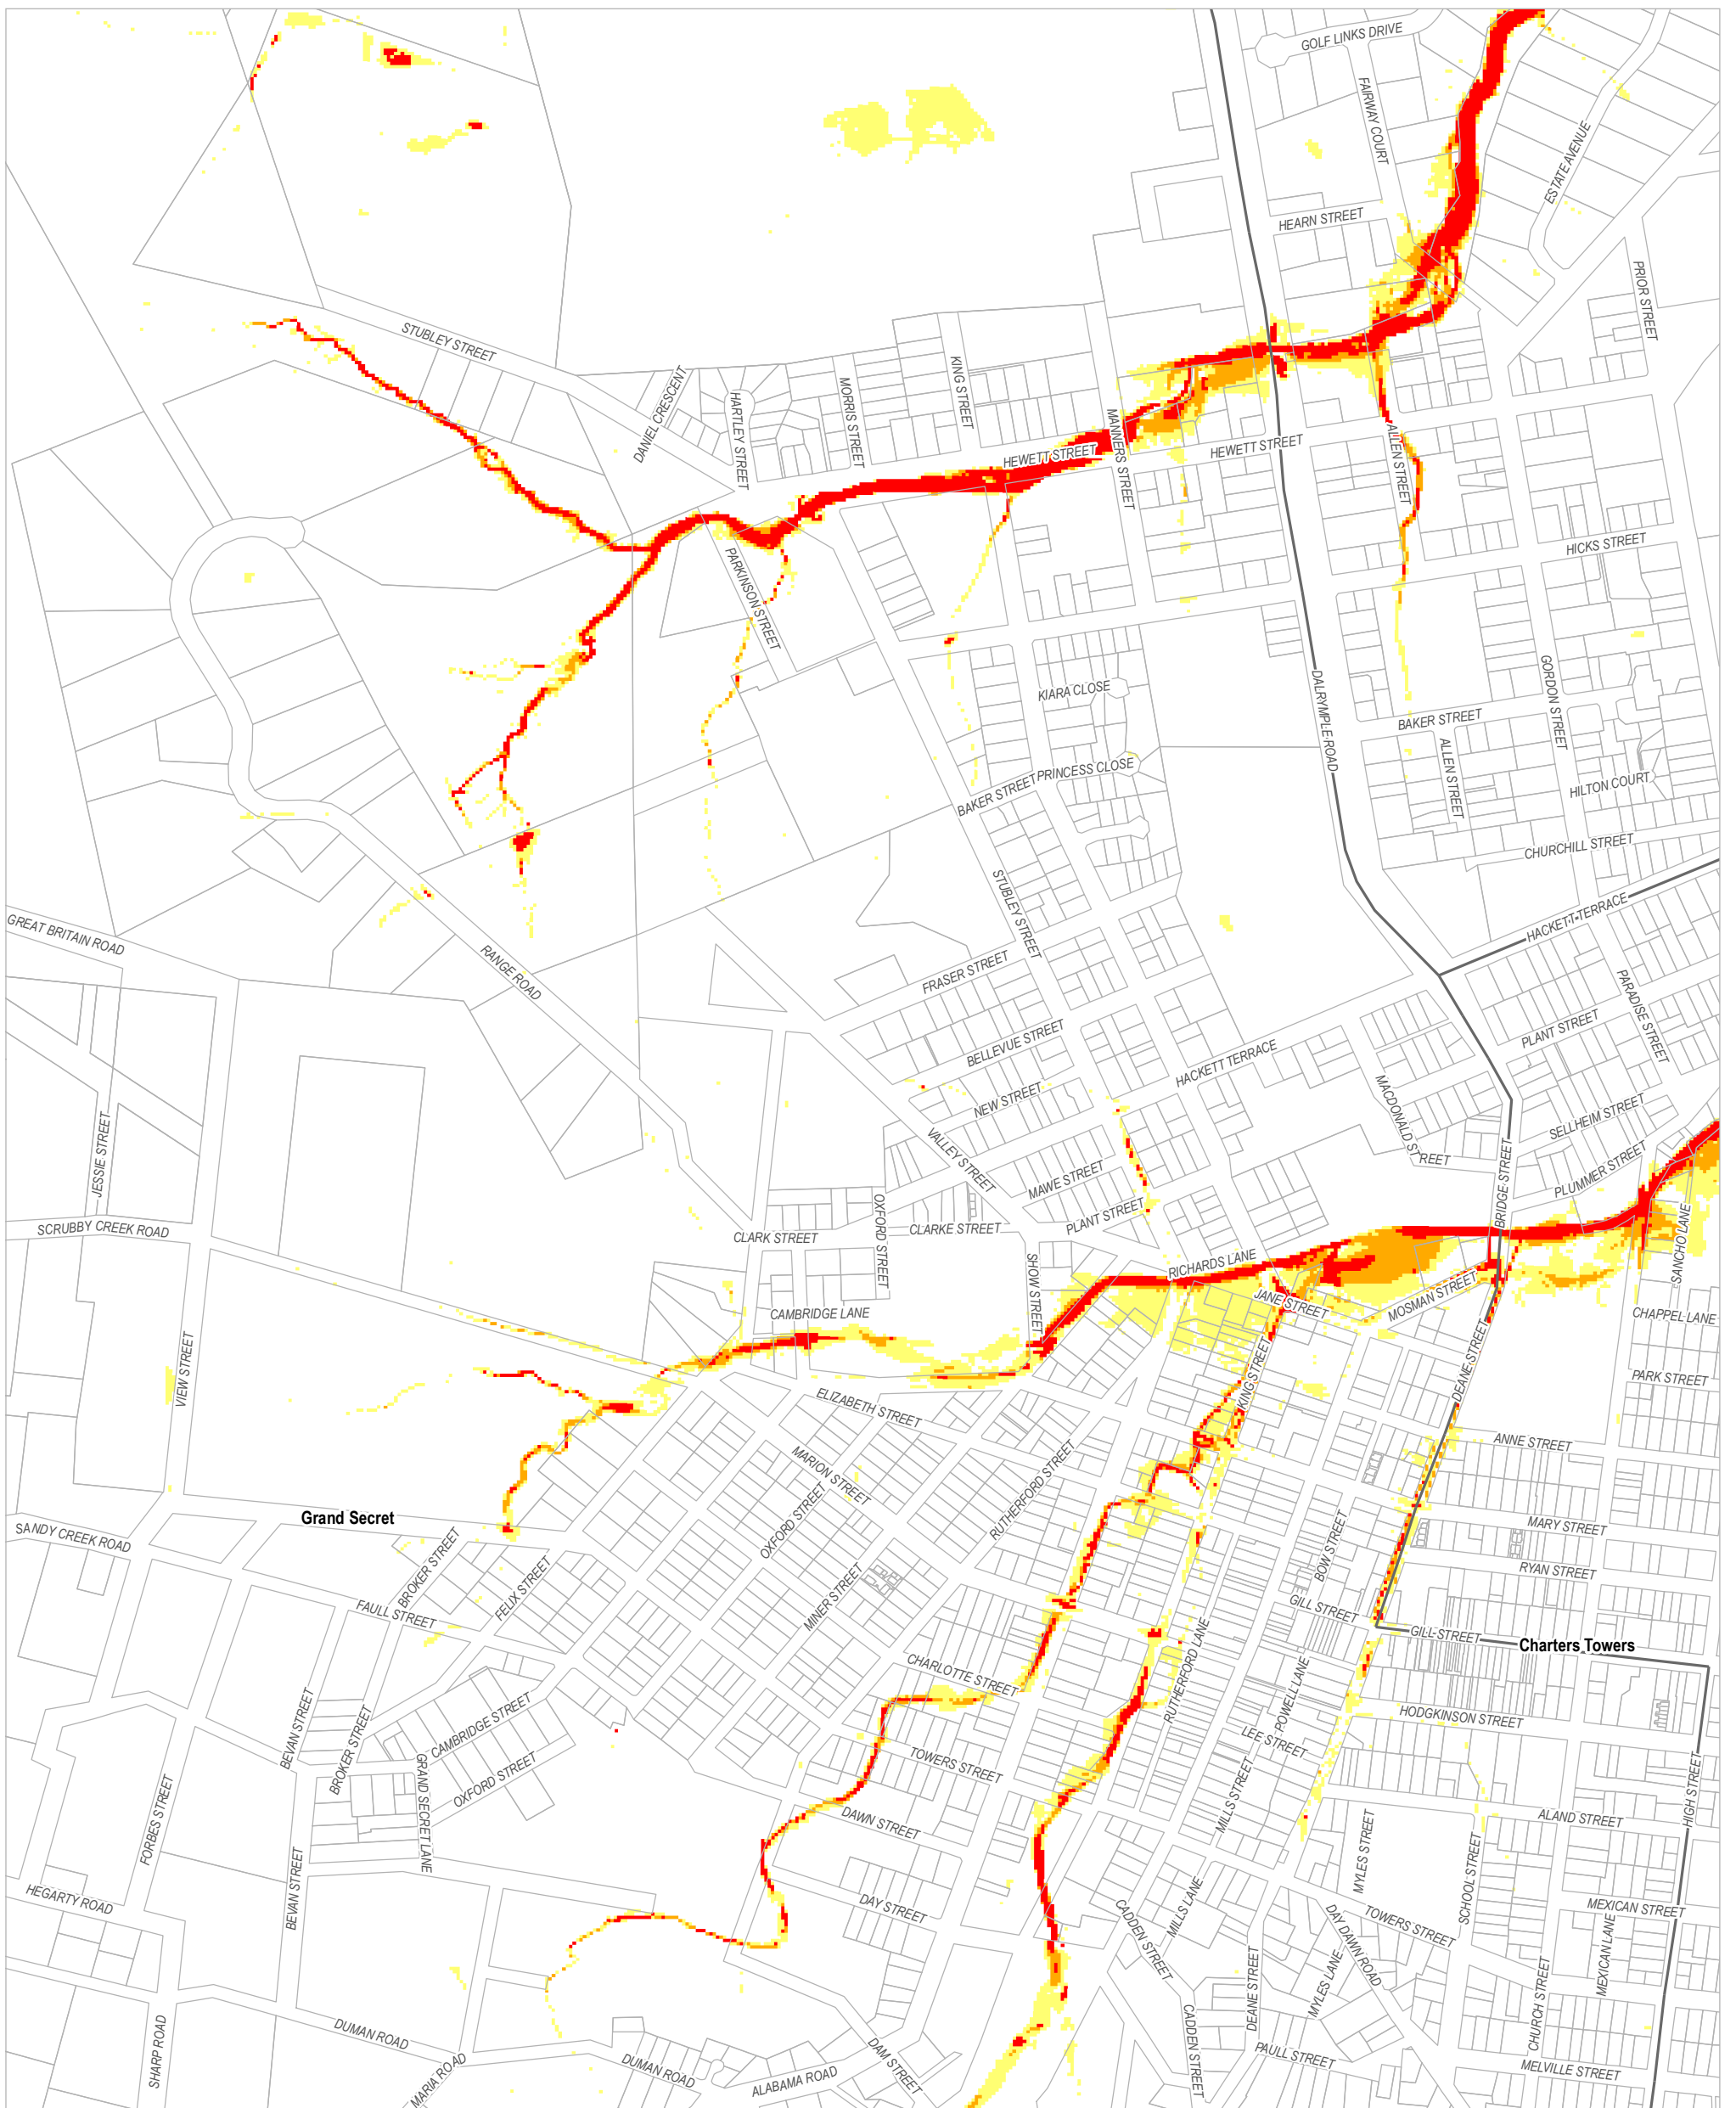 GOLF LINKS DRIVE
FAIRWAY COURT
ESTATE AVENUE
HEARN STREET
PRIOR STREET
STUBLEY STREET
DANIEL CRESCENT
HARTLEY STREET
MORRIS STREET
KING STREET
MANNERS STREET
HEWETT STREET
HEWETT STREET
ALLEN STREET
HICKS STREET
PARKINSON STREET
KIARA CLOSE
DALRYMPLE ROAD
GORDON STREET
BAKER STREET
ALLEN STREET
PRINCESS CLOSE
BAKER STREET
HILTON COURT
CHURCHILL STREET
STUBLEY STREET
HACKETT TERRACE
GREAT BRITAIN ROAD
RANGE ROAD
FRASER STREET
PARADISE STREET
PLANT STREET
BELLEVUE STREET
HACKETT TERRACE
NEW STREET
MACDONALD STREET
SELLHEIM STREET
JESSIE STREET
VALLEY STREET
MAWE STREET
PLUMMER STREET
BRIDGE STREET
SCRUBBY CREEK ROAD
OXFORD STREET
CLARK STREET
CLARKE STREET
PLANT STREET
SHOW STREET
RICHARDS LANE
SANCHO LANE
JANE STREET
MOSMAN STREET
CAMBRIDGE LANE
CHAPPEL LANE
VIEW STREET
KING STREET
DEANE STREET
PARK STREET
ELIZABETH STREET
MARION STREET
RUTHERFORD STREET
ANNE STREET
OXFORD STREET
Grand Secret
SANDY CREEK ROAD
MARY STREET
BOW STREET
BROKER STREET
FELIX STREET
RYAN STREET
MINER STREET
FAULL STREET
GILL STREET
GILL STREET
Charters Towers
RUTHERFORD LANE
CHARLOTTE STREET
POWELL LANE
HODGKINSON STREET
BEVAN STREET
BROKER STREET
CAMBRIDGE STREET
LEE STREET
TOWERS STREET
GRAND SECRET LANE
OXFORD STREET
MILLS STREET
HIGH STREET
FORBES STREET
DAWN STREET
ALAND STREET
MYLES STREET
SCHOOL STREET
HEGARTY ROAD
BEVAN STREET
DAY STREET
CADDEN STREET
MILLS LANE
MEXICAN STREET
TOWERS STREET
DAY DAWN ROAD
MEXICAN LANE
DEANE STREET
MYLES LANE
CHURCH STREET
SHARP ROAD
DUMAN ROAD
MARIA ROAD
DUMAN ROAD
ALABAMA ROAD
DAM STREET
CADDEN STREET
PAULL STREET
MELVILLE STREET